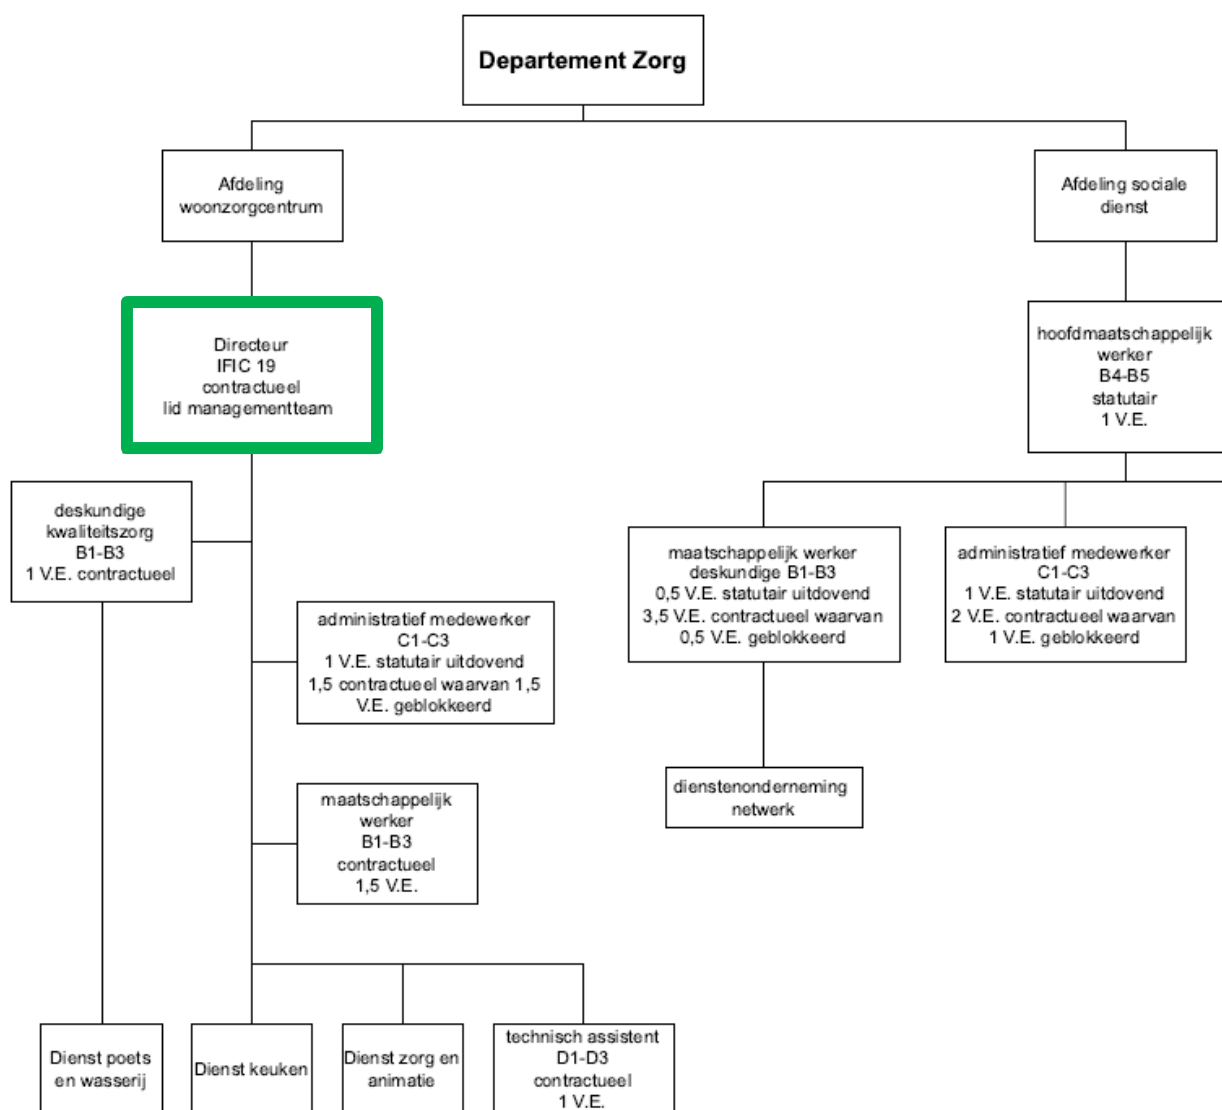 Departement Zorg
Afdeling
woonzorgcentrum
Afdeling sociale
dienst
Directeur
IFIC 19
contractueel
lid managementteam
hoofdmaatschappelijk
werker
B4-B5
statutair
1 V.E.
deskundige
kwaliteitszorg
B1-B3
1 V.E. contractueel
maatschappelijk werker
deskundige B1-B3
0,5 V.E. statutair uitdovend
3,5 V.E. contractueel waarvan
0,5 V.E. geblokkeerd
administratief medewerker
C1-C3
1 V.E. statutair uitdovend
2 V.E. contractueel waarvan
1 V.E. geblokkeerd
administratief medewerker
C1-C3
1 V.E. statutair uitdovend
1,5 contractueel waarvan 1,5
V.E. geblokkeerd
dienstenonderneming
netwerk
maatschappelijk
werker
B1-B3
contractueel
1,5 V.E.
Dienst poets
en wasserij
Dienst keuken
Dienst zorg en
animatie
technisch assistent
D1-D3
contractueel
1 V.E.